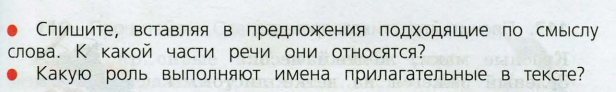 • Спишите, вставляя в предложения подходящие по смыслу
слова. К какой части речи они относятся?
• Какую роль выполняют имена прилагательные в тексте?